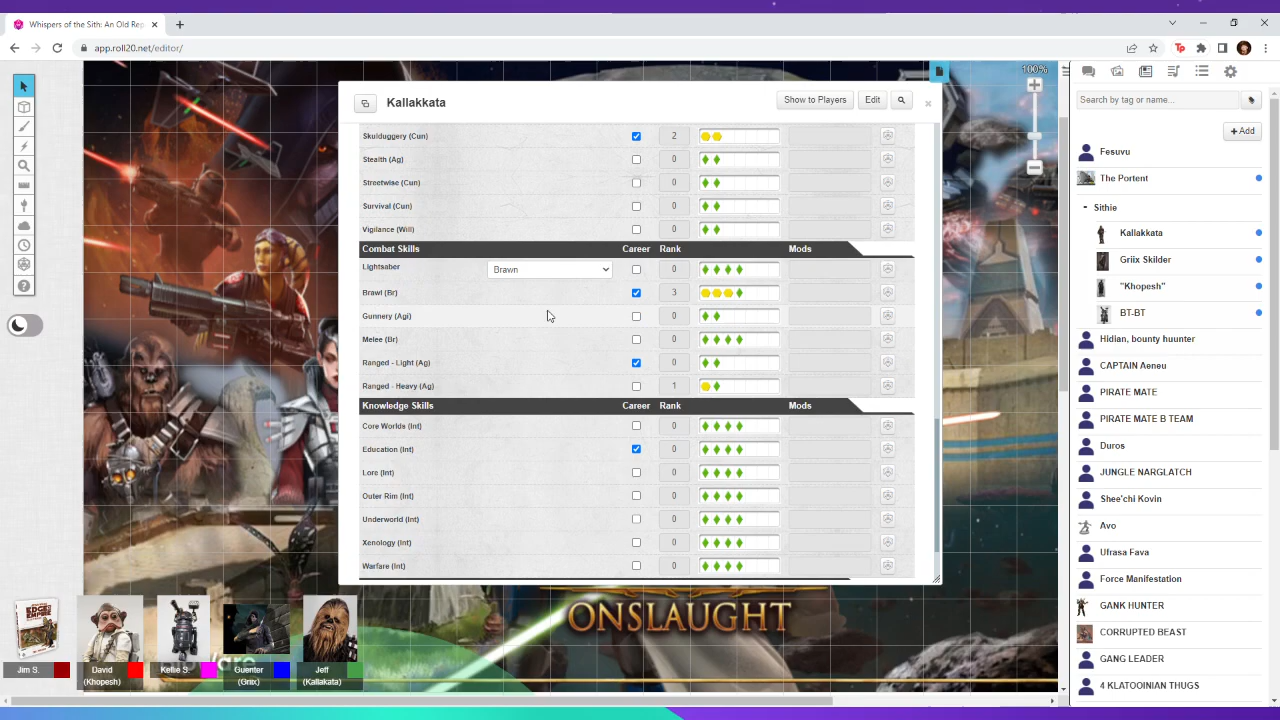 Whispers of the Sith: An Old Rep
app.roll20.net/editor/
100%
Kallakkata
Show to Players
Edit
Skulduggery (Cun) 2
Stealth (Ag) 0
Streetwise (Cun) 0
Survival (Cun) 0
Vigilance (Will) 0
Combat Skills Career Rank Mods
Lightsaber Brawn 0
Brawl (Br) 3
Gunnery (Agi) 0
Melee (Br) 0
Ranged - Light (Ag) 0
Ranged - Heavy (Ag) 1
Knowledge Skills Career Rank Mods
Core Worlds (Int) 0
Education (Int) 0
Lore (Int) 0
Outer Rim (Int) 0
Underworld (Int) 0
Xenology (Int) 0
Warfare (Int) 0
Search by tag or name...
+ Add
Fesuvu
The Portent
Sithie
Kallakkata
Griix Skilder
"Khopesh"
BT-BT
Hidian, bounty huunter
CAPTAIN Aeneu
PIRATE MATE
PIRATE MATE B TEAM
Duros
JUNGLE NARGLATCH
Shee'chi Kovin
Avo
Ufrasa Fava
Force Manifestation
GANK HUNTER
CORRUPTED BEAST
GANG LEADER
4 KLATOOINIAN THUGS
ONSLAUGHT
EDGE
Jim S.
David
(Khopesh)
Kellie S.
Guenter
(Griix)
Jeff
(Kallakata)